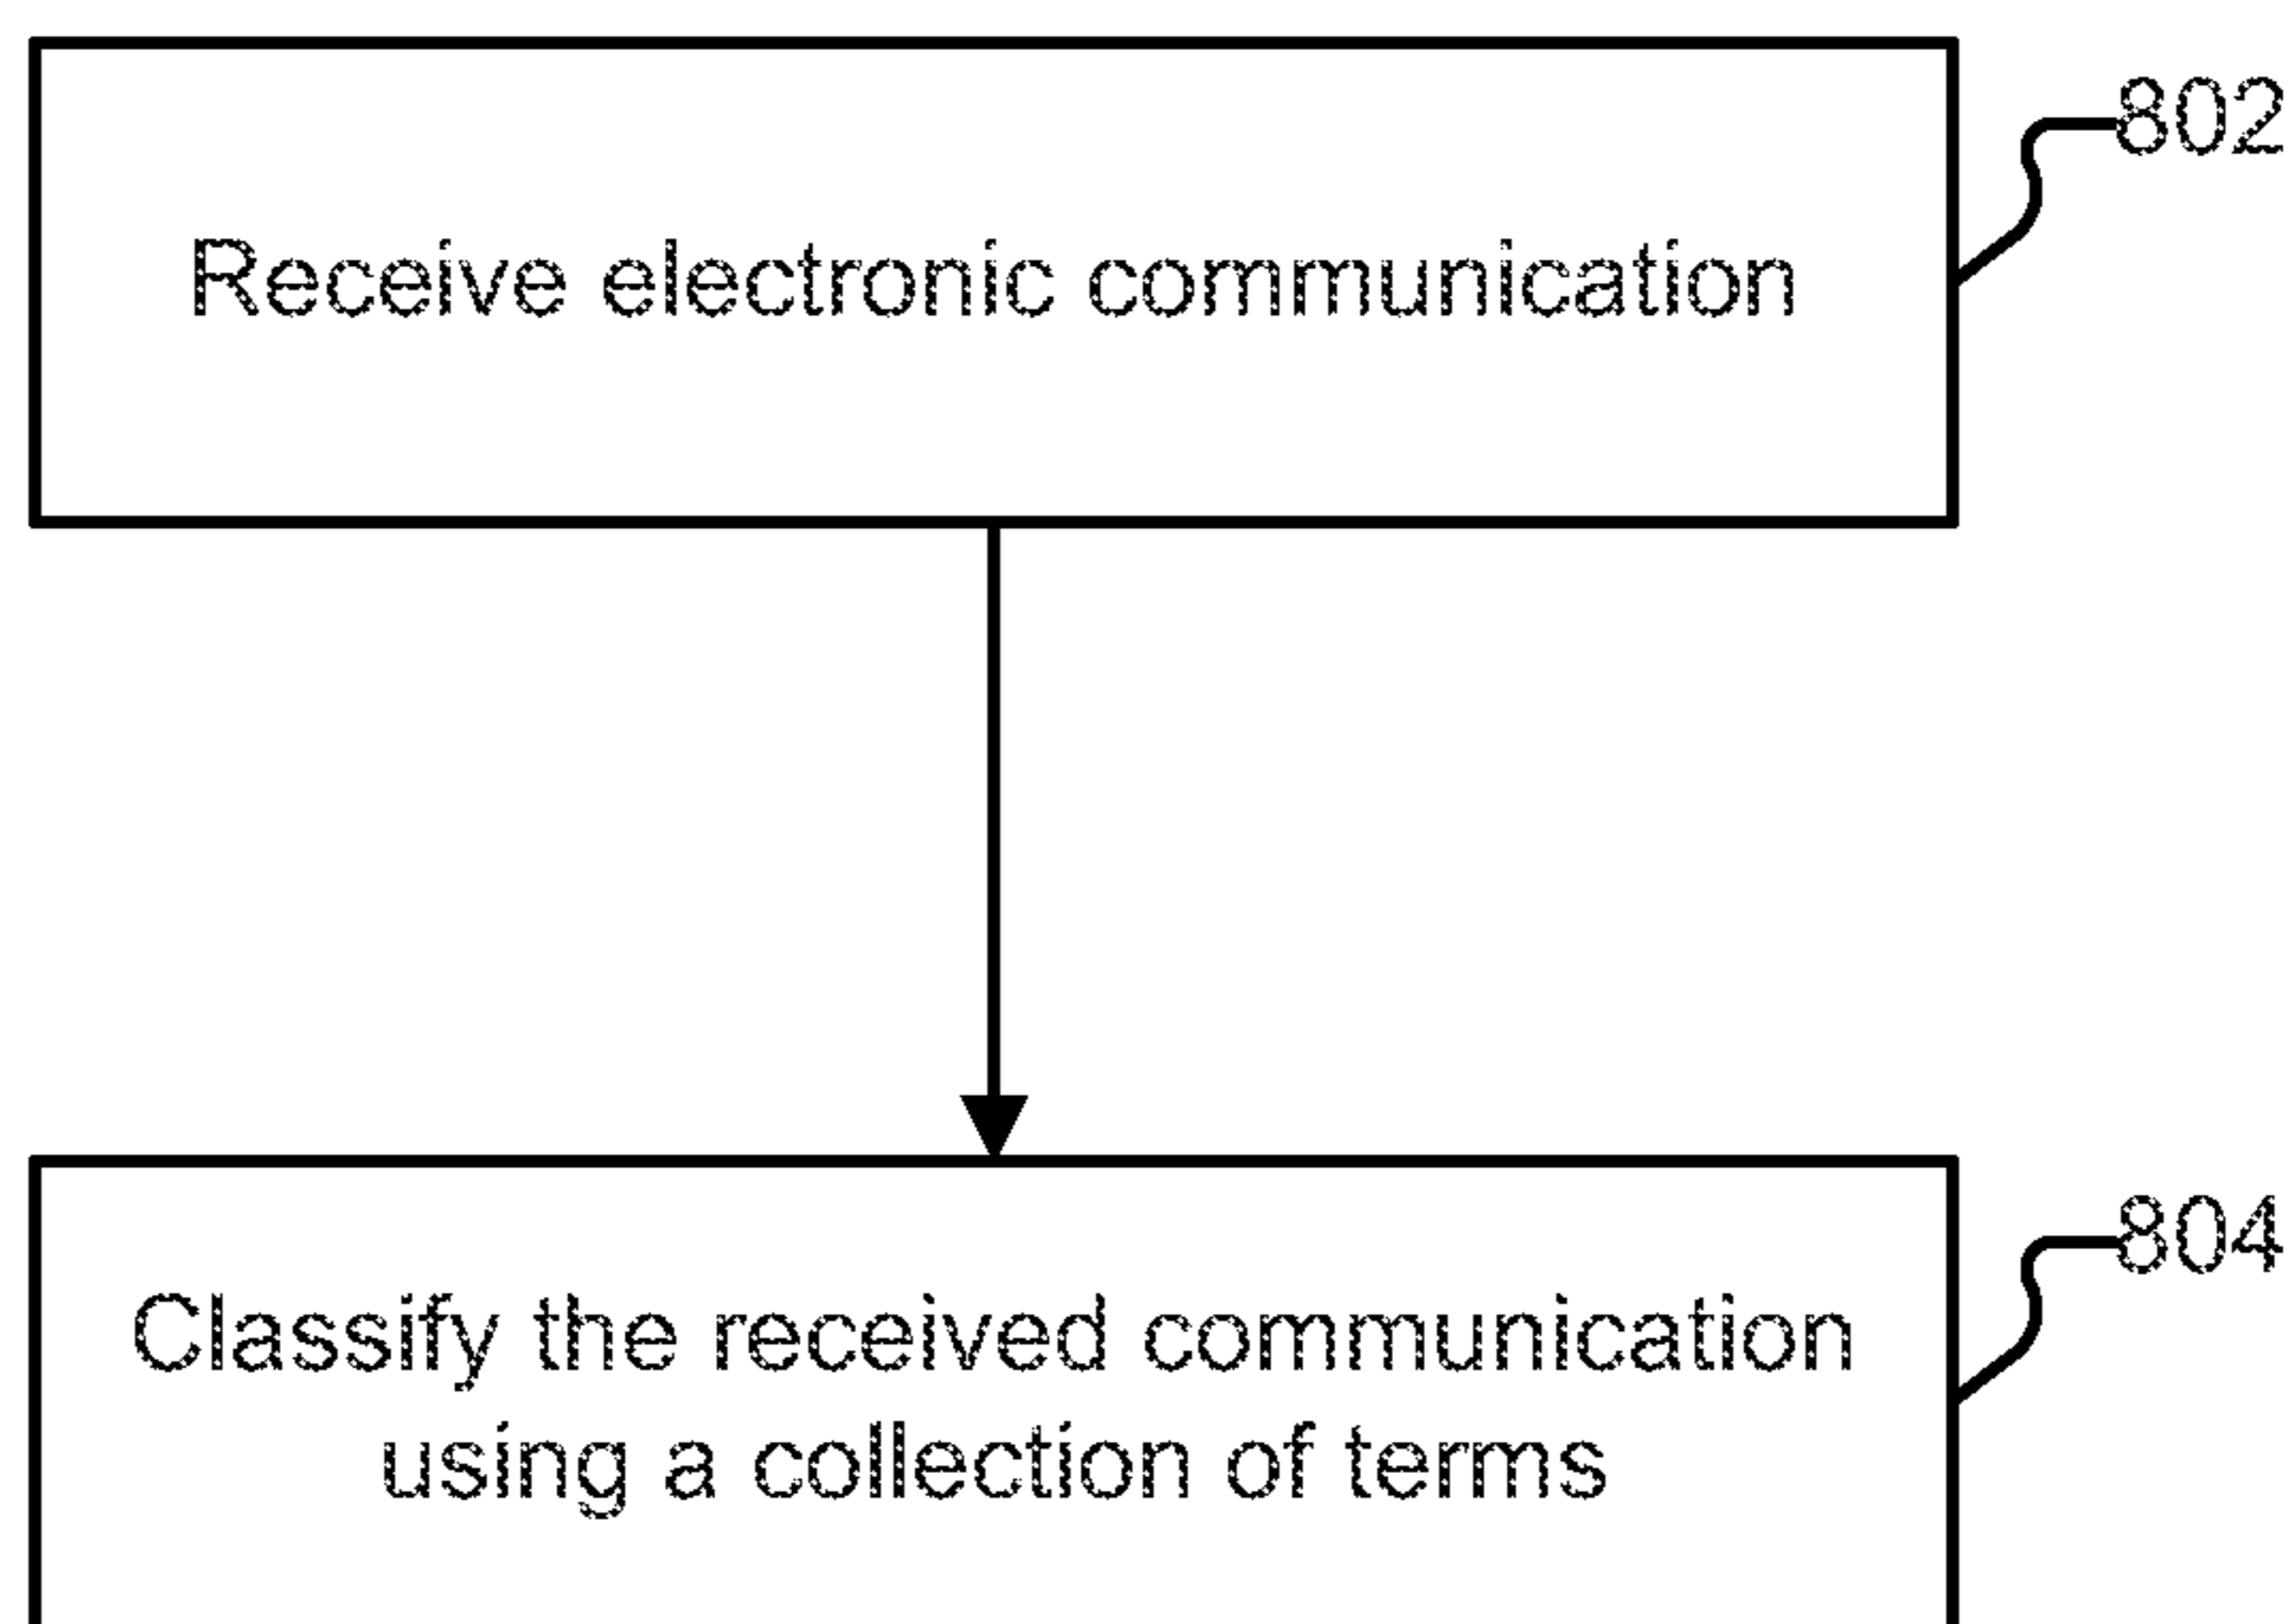 802
Receive electronic communication
804
Classify the received communication
using a collection of terms